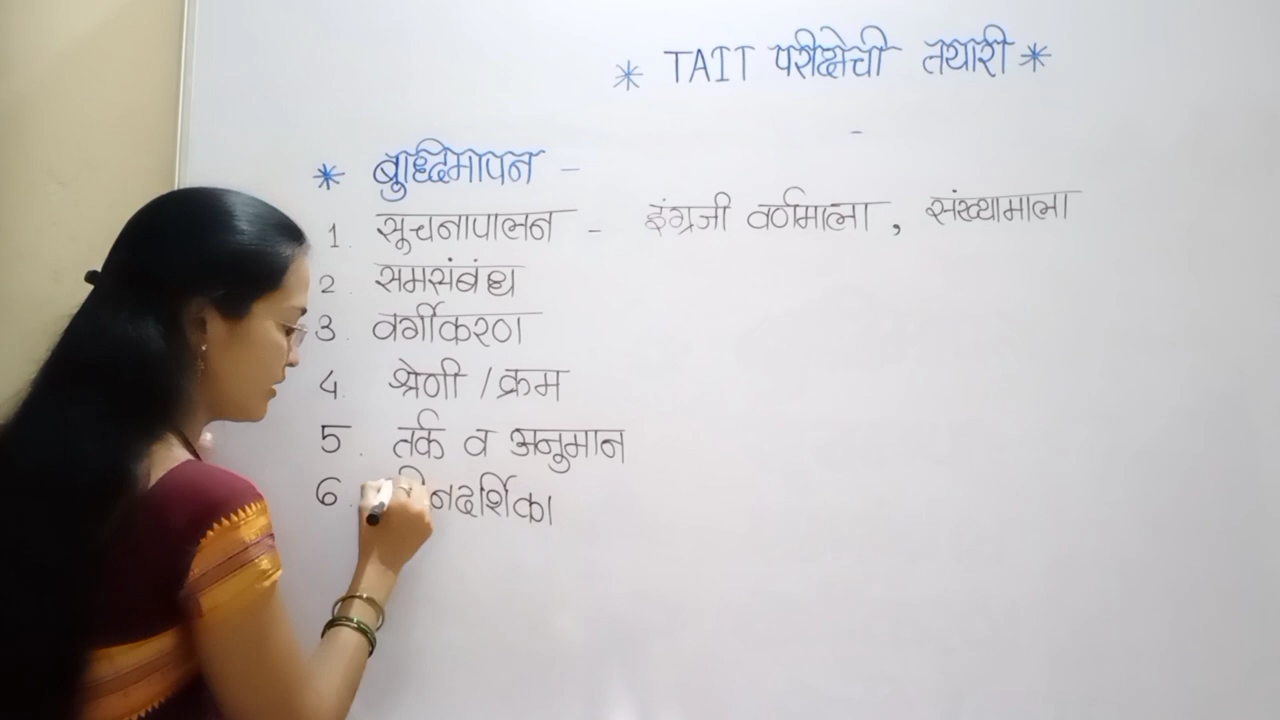 * TAIT परीक्षेची तयारी *
* बुध्दिमापन -
1. सूचनापालन - इंग्रजी वर्णमाला , संख्यामाला
2. समसंबंध
3. वर्गीकरण
4. श्रेणी / क्रम
5. तर्क व अनुमान
6.